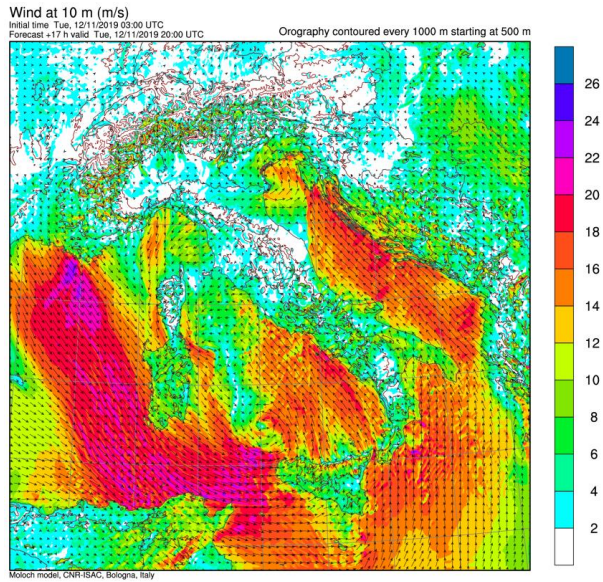 Wind at 10 m (m/s)
Initial time Tue, 12/11/2019 03:00 UTC
Forecast +17 h valid Tue, 12/11/2019 20:00 UTC
Orography contoured every 1000 m starting at 500 m
26
24
22
20
18
16
14
12
10
8
6
4
2
Moloch model, CNR-ISAC, Bologna, Italy